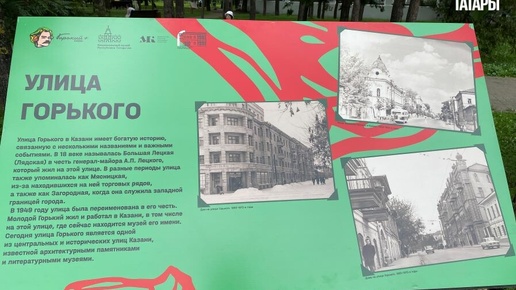 ТАТАРЫ
УЛИЦА
ГОРЬКОГО
Улица Горького в Казани имеет богатую историю,
связанную с несколькими названиями и важными
событиями. В 18 веке называлась Большая Лецкая
(Лядская) в честь генерал-майора А.П. Лецкого,
который жил на этой улице. В разные периоды улица
также упоминалась как Мясницкая,
из-за находившихся на ней торговых рядов,
а также как Загородная, когда она служила западной
границей города.
В 1949 году улица была переименована в его честь.
Молодой Горький жил и работал в Казани, в том числе
на этой улице, где сейчас находится музей его имени.
Сегодня улица Горького является одной
из центральных и исторических улиц Казани,
известной архитектурными памятниками
и литературными музеями.